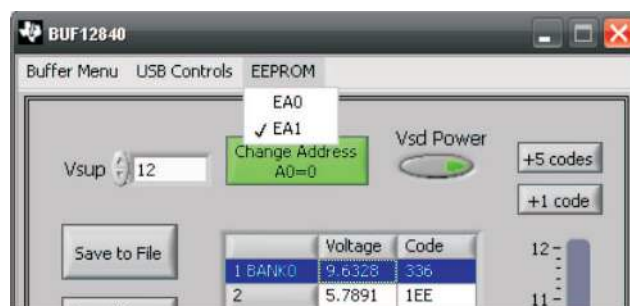 BUF12840
Buffer Menu USB Controls EEPROM
EA0
✓ EA1
Change Address
A0=0
Vsd Power
Vsup 12
+5 codes
+1 code
Save to File
Voltage Code
1 BANK0 9.6328 336
2 5.7891 1EE
12
11